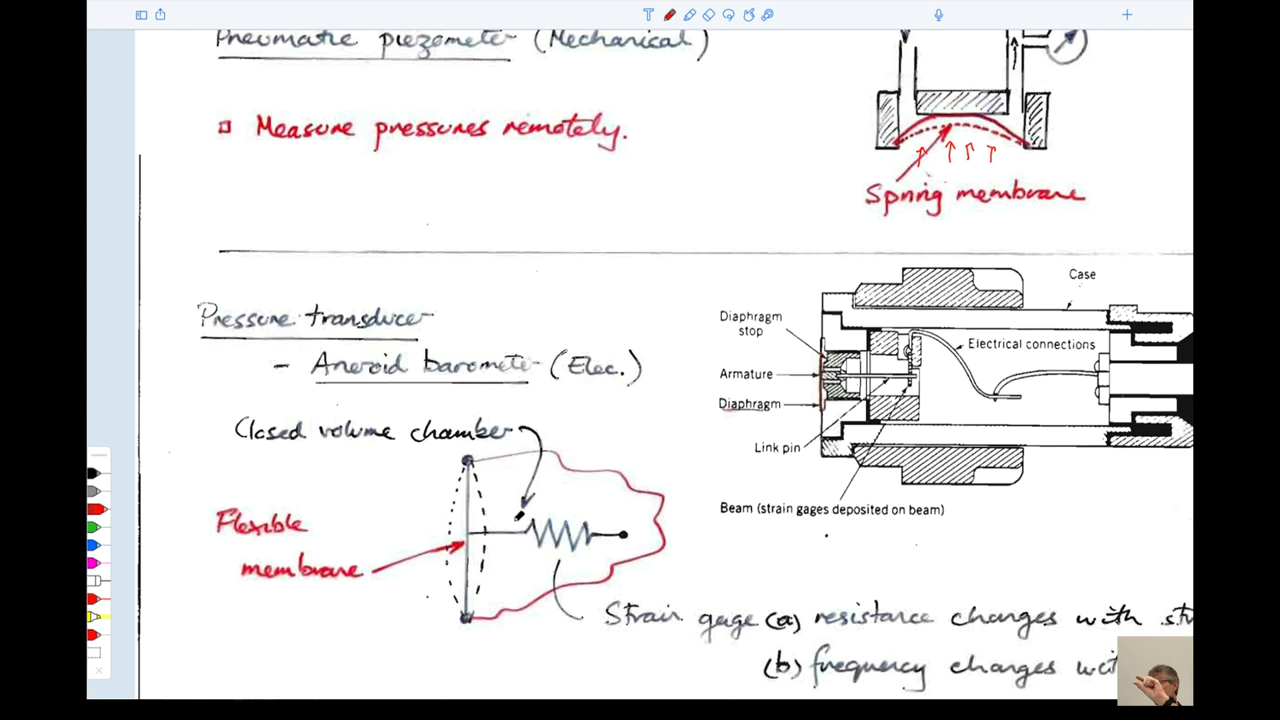 Pneumatic piezometer (Mechanical)
Measure pressures remotely.
Spring membrane
Pressure transducer
- Aneroid barometer (Elec.)
Closed volume chamber
Flexible
membrane
Case
Diaphragm
stop
Electrical connections
Armature
Diaphragm
Link pin
Beam (strain gages deposited on beam)
Strain gage (a) resistance changes with st
(b) frequency changes wit